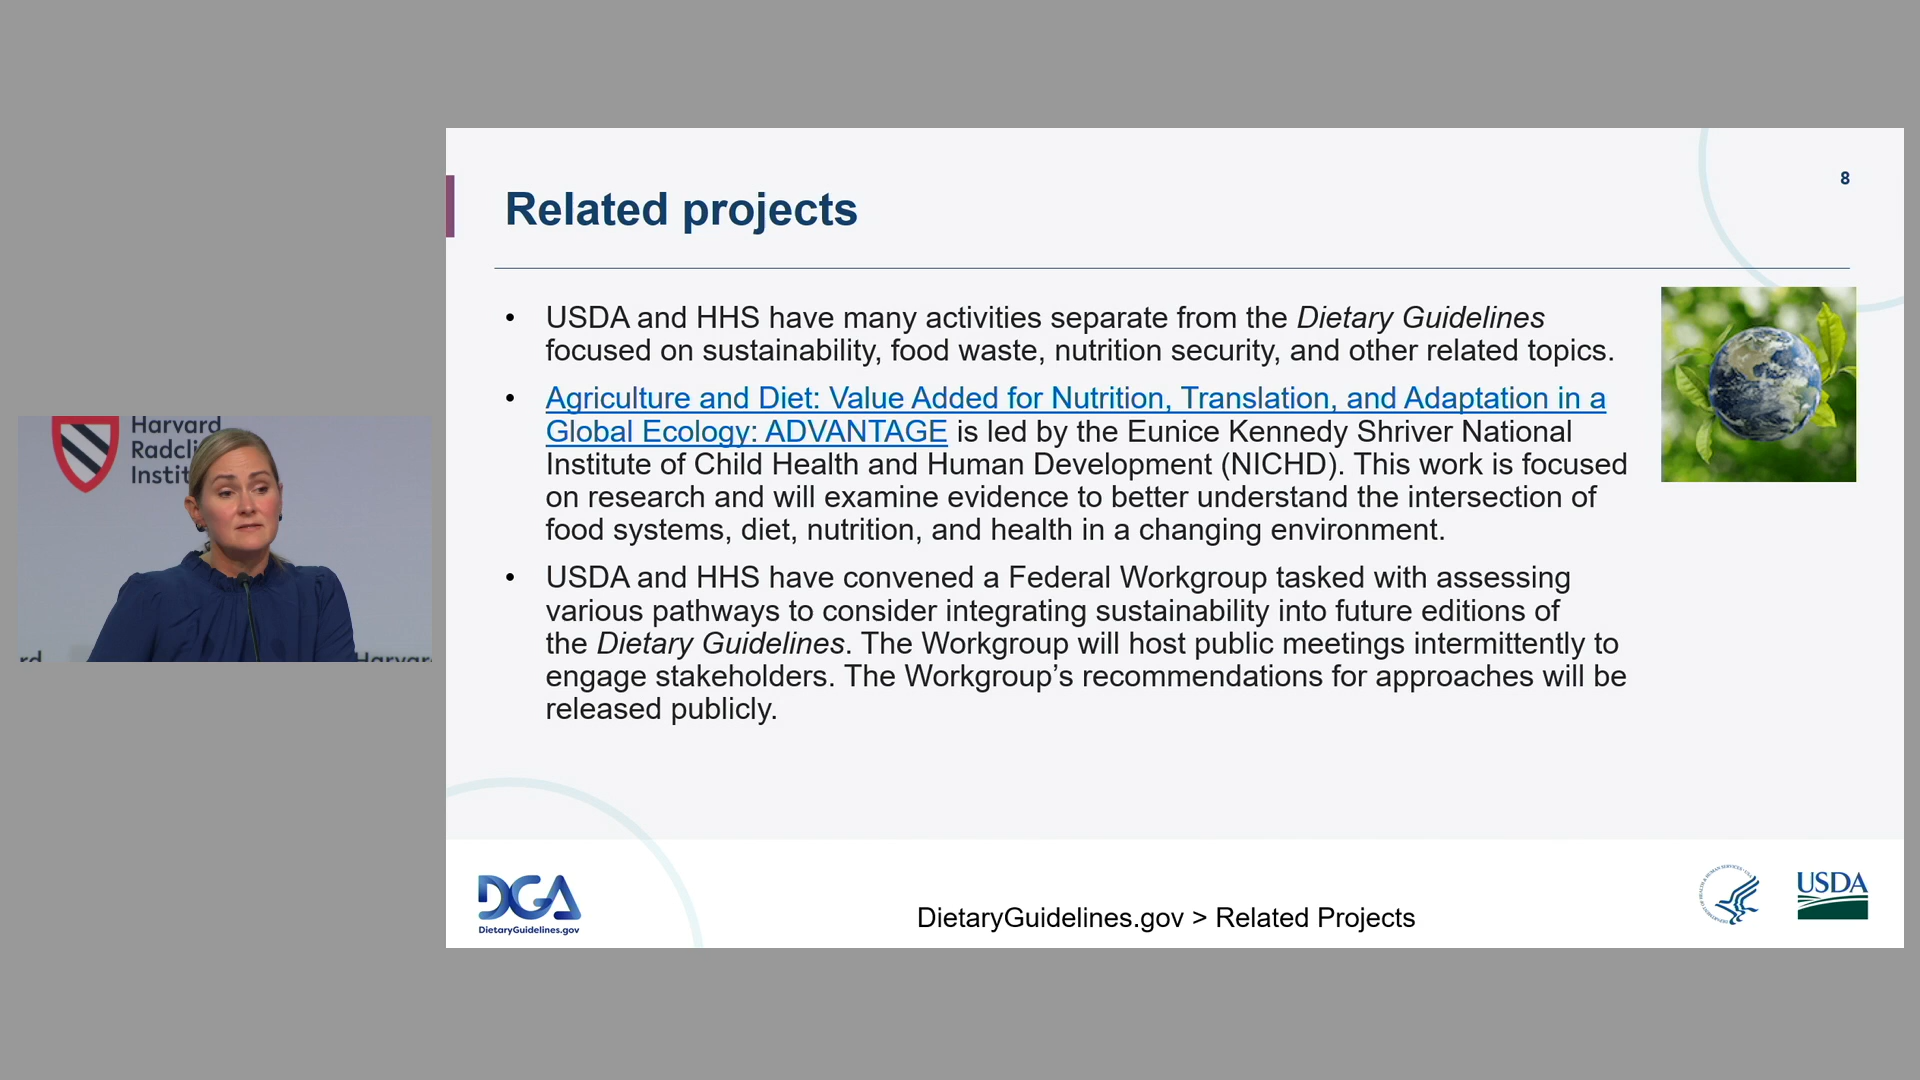 Harvard
Radcli
Instit
rd
Harvar
8
Related projects
• USDA and HHS have many activities separate from the Dietary Guidelines
focused on sustainability, food waste, nutrition security, and other related topics.
• Agriculture and Diet: Value Added for Nutrition, Translation, and Adaptation in a
Global Ecology: ADVANTAGE is led by the Eunice Kennedy Shriver National
Institute of Child Health and Human Development (NICHD). This work is focused
on research and will examine evidence to better understand the intersection of
food systems, diet, nutrition, and health in a changing environment.
• USDA and HHS have convened a Federal Workgroup tasked with assessing
various pathways to consider integrating sustainability into future editions of
the Dietary Guidelines. The Workgroup will host public meetings intermittently to
engage stakeholders. The Workgroup’s recommendations for approaches will be
released publicly.
DGA
DietaryGuidelines.gov
DietaryGuidelines.gov > Related Projects
USDA